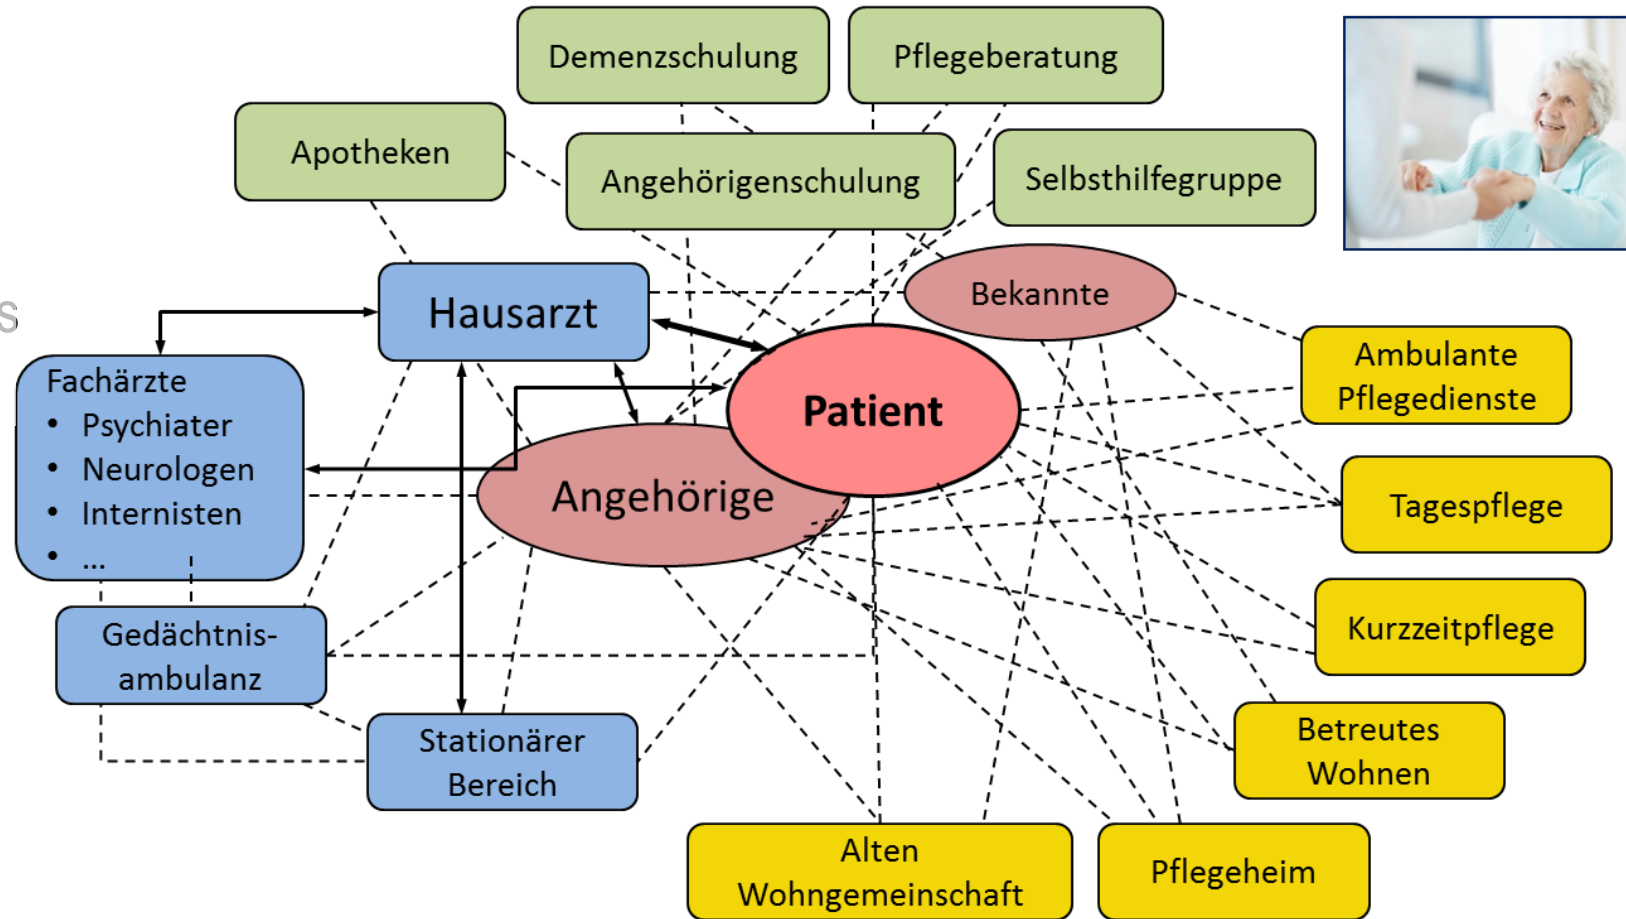 Demenzschulung
Pflegeberatung
Apotheken
Angehörigenschulung
Selbsthilfegruppe
Hausarzt
Bekannte
s
Fachärzte
• Psychiater
• Neurologen
• Internisten
• ...
Patient
Angehörige
Ambulante
Pflegedienste
Tagespflege
Kurzzeitpflege
Gedächtnis-
ambulanz
Stationärer
Bereich
Betreutes
Wohnen
Alten
Wohngemeinschaft
Pflegeheim